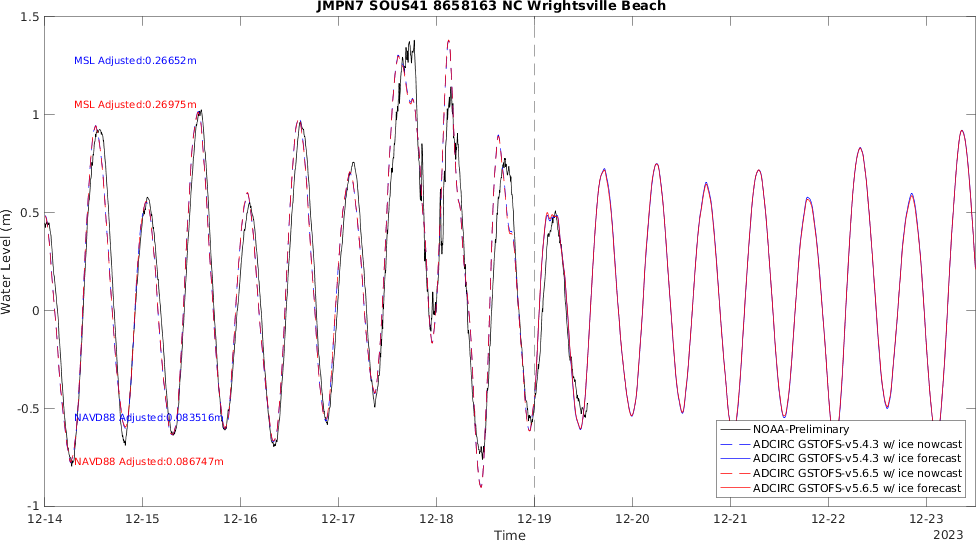 JMPN7 SOUS41 8658163 NC Wrightsville Beach
1.5
1
0.5
0
-0.5
-1
Water Level (m)
MSL Adjusted:0.26652m
MSL Adjusted:0.26975m
NAVD88 Adjusted:0.083516m
NAVD88 Adjusted:0.086747m
NOAA-Preliminary
ADCIRC GSTOFS-v5.4.3 w/ ice nowcast
ADCIRC GSTOFS-v5.4.3 w/ ice forecast
ADCIRC GSTOFS-v5.6.5 w/ ice nowcast
ADCIRC GSTOFS-v5.6.5 w/ ice forecast
12-14 12-15 12-16 12-17 12-18 12-19 12-20 12-21 12-22 12-23
Time
2023